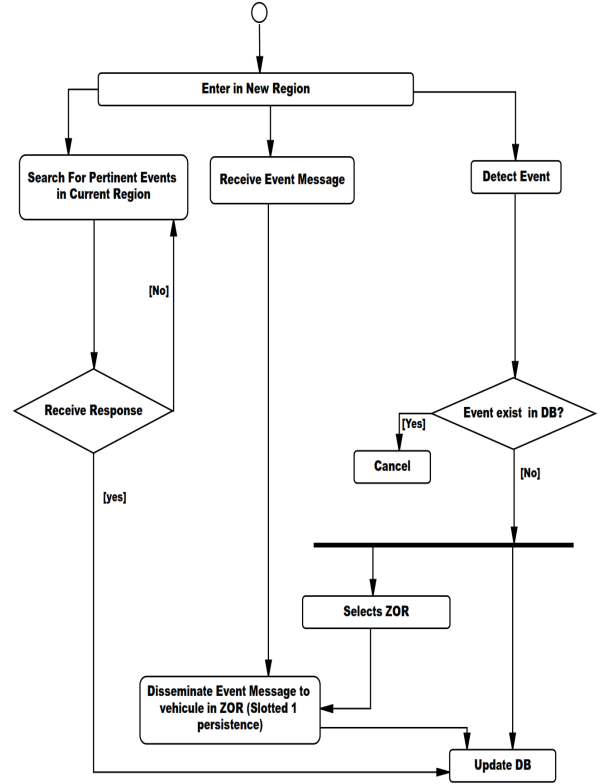 Enter in New Region
Search For Pertinent Events
in Current Region
Receive Event Message
Detect Event
[No]
Receive Response
Event exist in DB?
[Yes]
Cancel
[No]
[yes]
Selects ZOR
Disseminate Event Message to
vehicule in ZOR (Slotted 1
persistence)
Update DB